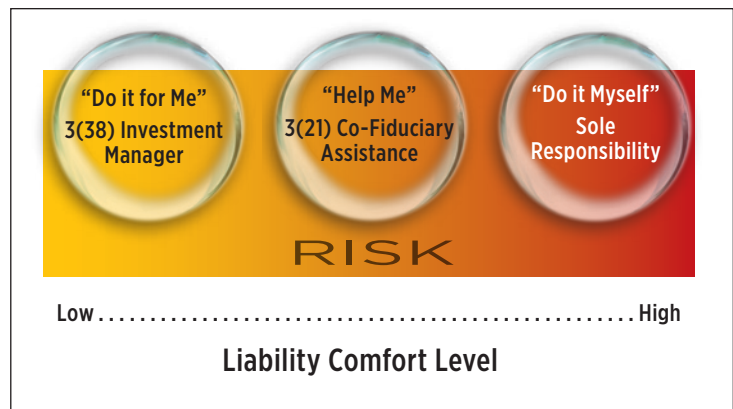 “Do it for Me”
3(38) Investment
Manager
“Help Me”
3(21) Co-Fiduciary
Assistance
“Do it Myself”
Sole
Responsibility
RISK
Low . . . . . . . . . . . . . . . . . . . . . . . . . . . . . . . . . . . . . . . . . . . . . . . . . . . . . High
Liability Comfort Level